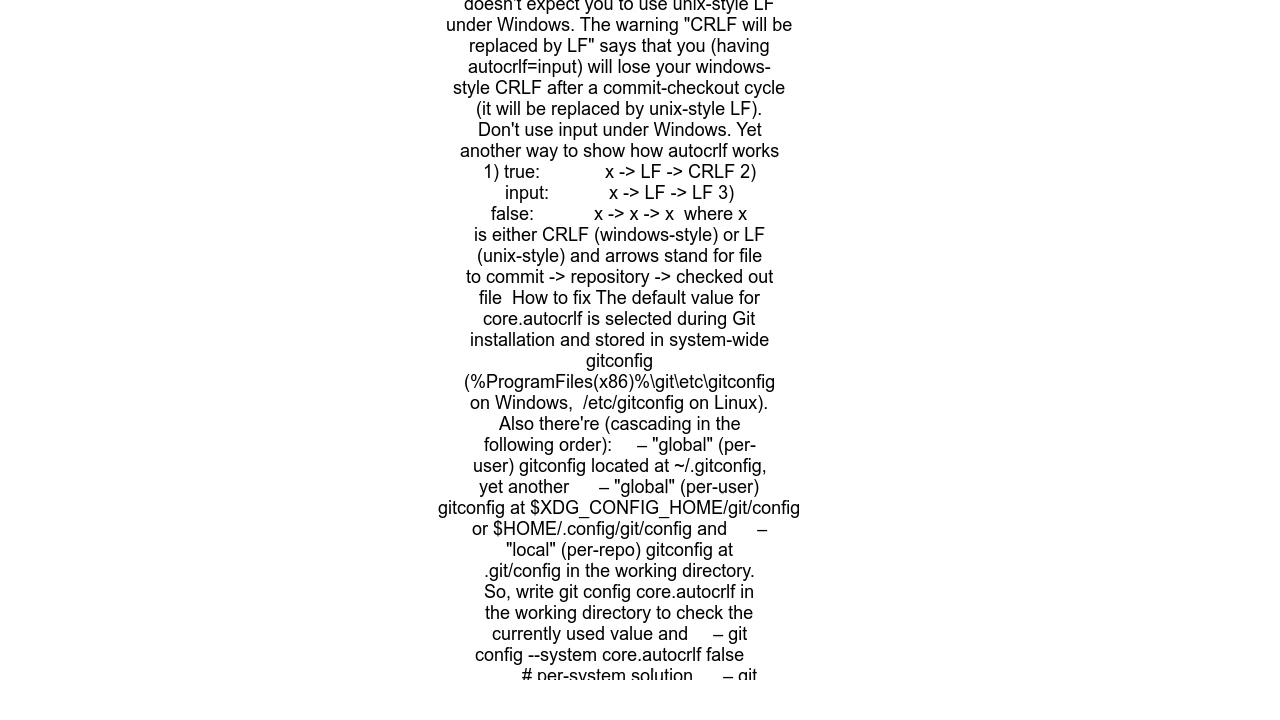 doesn't expect you to use unix-style LF
under Windows. The warning "CRLF will be
replaced by LF" says that you (having
autocrlf=input) will lose your windows-
style CRLF after a commit-checkout cycle
(it will be replaced by unix-style LF).
Don't use input under Windows. Yet
another way to show how autocrlf works
1) true:             x -> LF -> CRLF 2)
input:            x -> LF -> LF 3)
false:            x -> x -> x  where x
is either CRLF (windows-style) or LF
(unix-style) and arrows stand for file
to commit -> repository -> checked out
file  How to fix The default value for
core.autocrlf is selected during Git
installation and stored in system-wide
gitconfig
(%ProgramFiles(x86)%\git\etc\gitconfig
on Windows,  /etc/gitconfig on Linux).
Also there're (cascading in the
following order):     – "global" (per-
user) gitconfig located at ~/.gitconfig,
yet another      – "global" (per-user)
gitconfig at $XDG_CONFIG_HOME/git/config
or $HOME/.config/git/config and      –
"local" (per-repo) gitconfig at
.git/config in the working directory.
So, write git config core.autocrlf in
the working directory to check the
currently used value and     – git
config --system core.autocrlf false
# per-system solution      – git